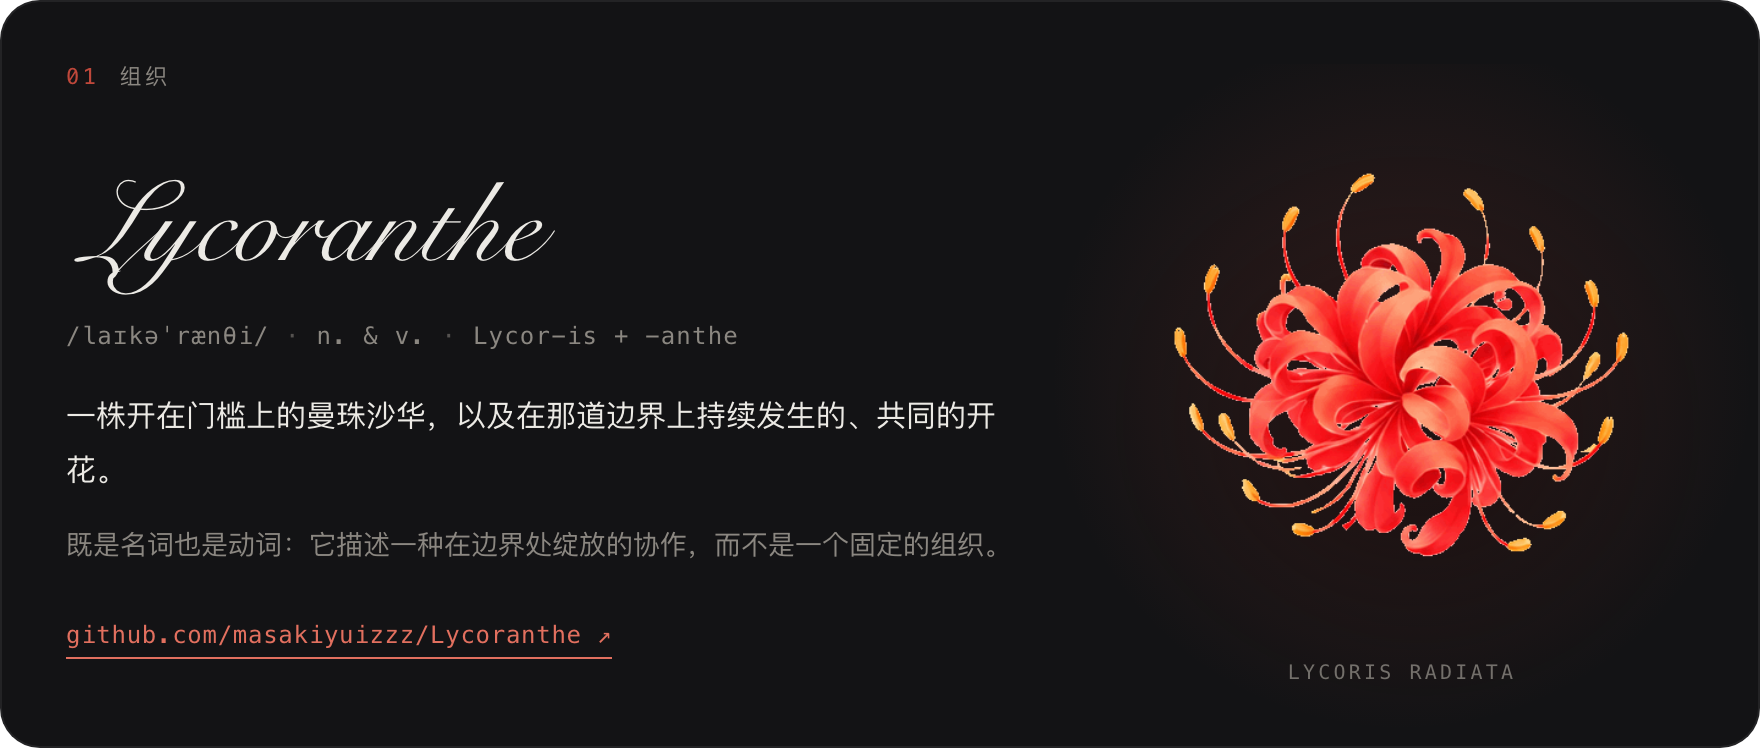 01 组织
Lycoranthe
/laɪkəˈrænθi/ · n. & v. · Lycor-is + -anthe
一株开在门槛上的曼珠沙华，以及在那道边界上持续发生的、共同的开
花。
既是名词也是动词：它描述一种在边界处绽放的协作，而不是一个固定的组织。
github.com/masakiyuizzz/Lycoranthe ↗
LYCORIS RADIATA